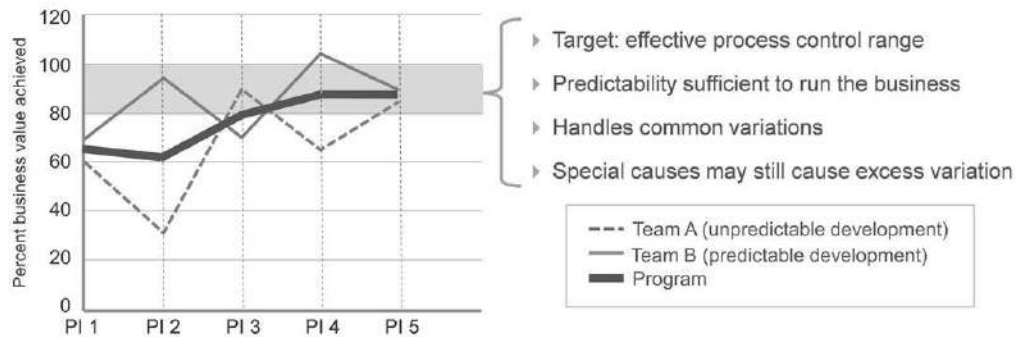 Percent business value achieved
120
100
80
60
40
20
0
PI 1 PI 2 PI 3 PI 4 PI 5
Target: effective process control range
Predictability sufficient to run the business
Handles common variations
Special causes may still cause excess variation
Team A (unpredictable development)
Team B (predictable development)
Program